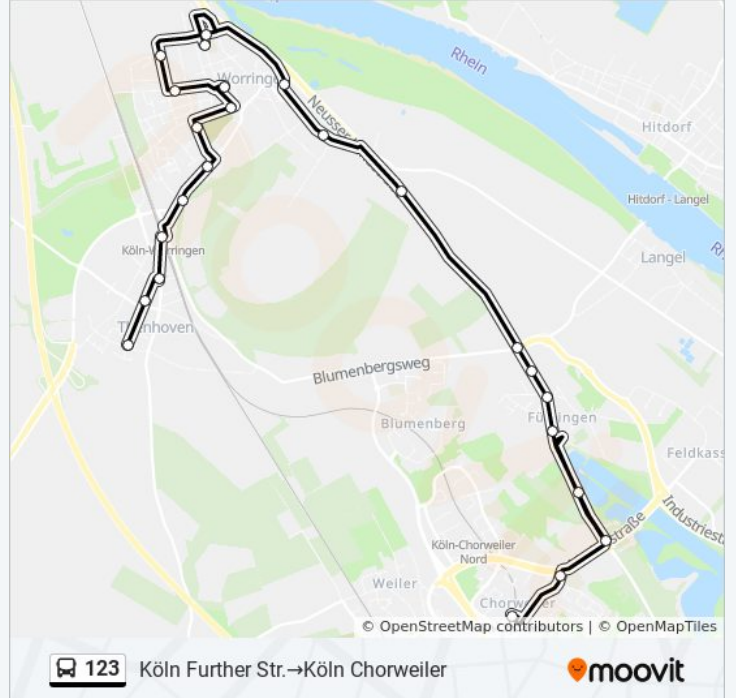 Rhein
Worringen
Neusser
Hitdorf
Hitdorf - Langel
Langel
Köln-Worringen
Thenhoven
Blumenbergsweg
Blumenberg
Fühlingen
Feldkass
Industriest
straße
Köln-Chorweiler
Nord
Weiler
Chorweiler
© OpenStreetMap contributors | © OpenMapTiles
123 Köln Further Str.→Köln Chorweiler
moovit